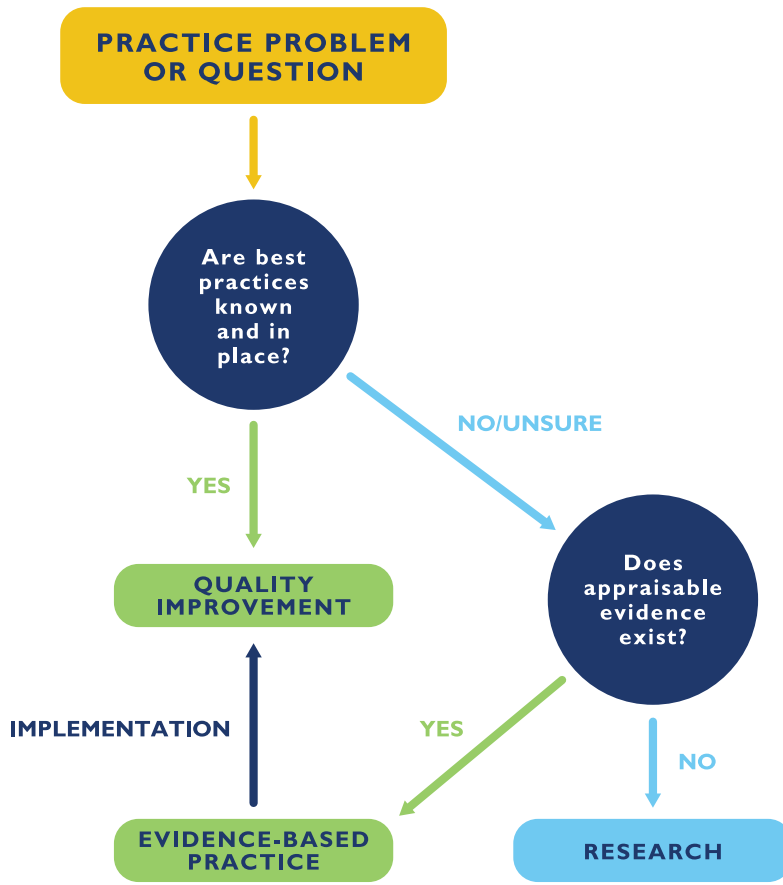 PRACTICE PROBLEM
OR QUESTION
Are best
practices
known
and in
place?
NO/UNSURE
YES
QUALITY
IMPROVEMENT
Does
appraisable
evidence
exist?
IMPLEMENTATION
YES
NO
EVIDENCE-BASED
PRACTICE
RESEARCH